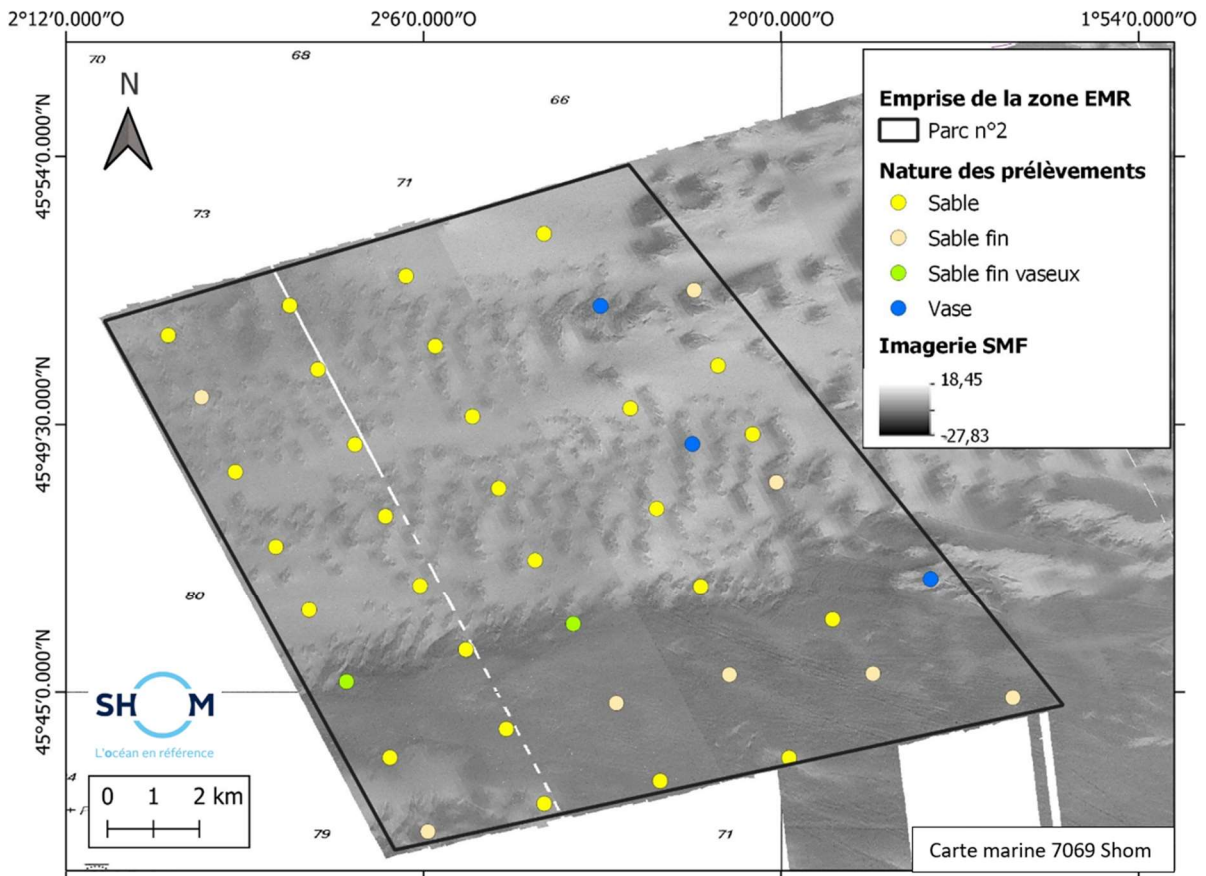 2°12'0.000"O
2°6'0.000"O
2°0'0.000"O
1°54'0.000"O
70
68
66
N
71
73
45°54'0.000"N
45°49'30.000"N
45°45'0.000"N
Emprise de la zone EMR
Parc n°2
Nature des prélèvements
Sable
Sable fin
Sable fin vaseux
Vase
Imagerie SMF
18,45
-27,83
80
SHOM
L'océan en référence
4
+ f
0 1 2 km
79
71
Carte marine 7069 Shom